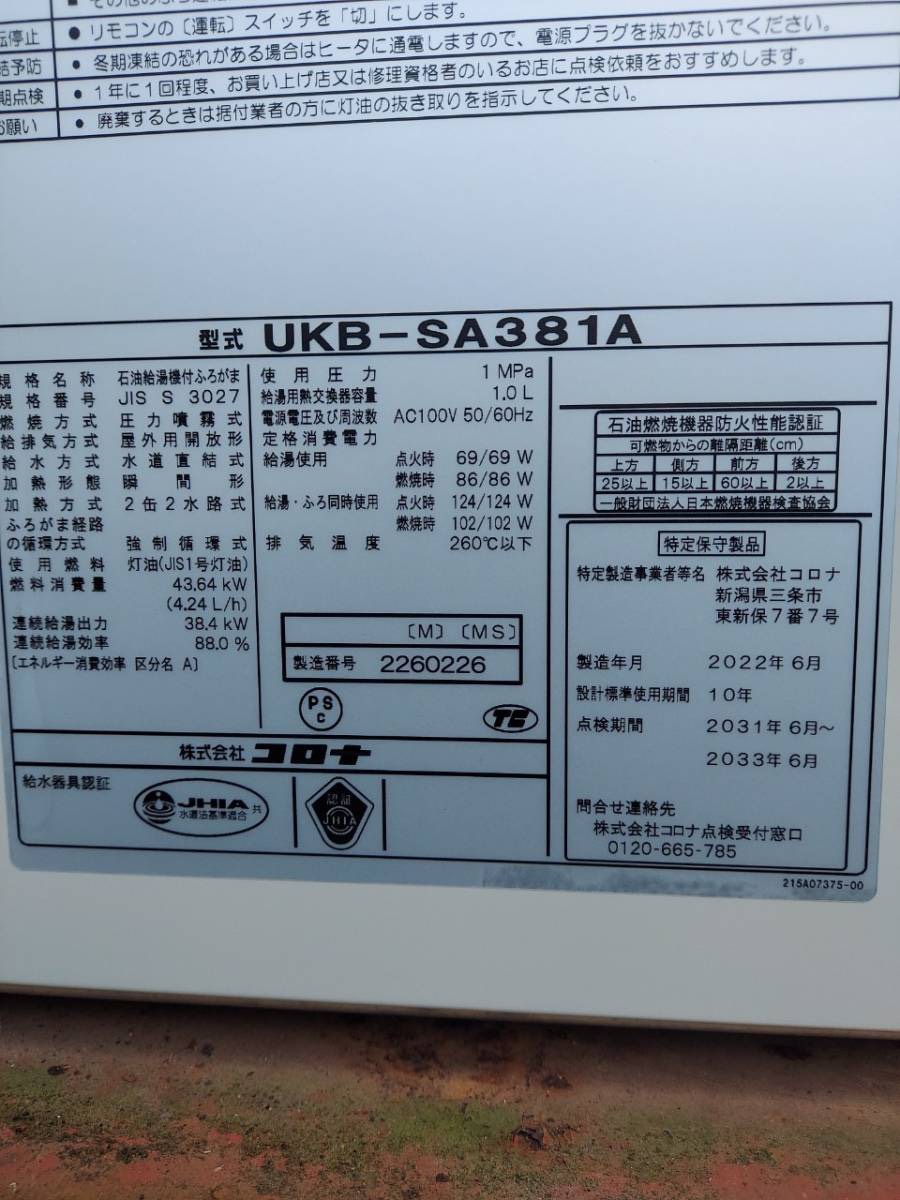 ● リモコンの〔運転〕スイッチを「切」にします。
転停止
● 冬期凍結の恐れがある場合はヒータに通電しますので、電源プラグを抜かないでください。
結予防
● 1年に1回程度、お買い上げ店又は修理資格者のいるお店に点検依頼をおすすめします。
期点検
● 廃棄するときは据付業者の方に灯油の抜き取りを指示してください。
お願い
型式 UKB-SA381A
規格名称 石油給湯機付ふろがま
規格番号 JIS S 3027
燃焼方式 圧力噴霧式
給排気方式 屋外用開放形
給水方式 水道直結式
加熱形態 瞬間形
加熱方式 2缶2水路式
ふろがま経路
の循環方式 強制循環式
使用燃料 灯油(JIS1号灯油)
燃料消費量 43.64 kW
(4.24 L/h)
連続給湯出力 38.4 kW
連続給湯効率 88.0 %
〔エネルギー消費効率 区分名 A〕
使用圧力 1 MPa
給湯用熱交換器容量 1.0 L
電源電圧及び周波数 AC100V 50/60Hz
定格消費電力
給湯使用 点火時 69/69 W
燃焼時 86/86 W
給湯・ふろ同時使用 点火時 124/124 W
燃焼時 102/102 W
排気温度 260℃以下
〔M〕〔MS〕
製造番号 2260226
PS
C
TE
株式会社 コロナ
給水器具認証
JHIA 共
水道法基準適合
認証
JHIA
石油燃焼機器防火性能認証
可燃物からの離隔距離(cm)
上方 側方 前方 後方
25以上 15以上 60以上 2以上
一般財団法人日本燃焼機器検査協会
特定保守製品
特定製造事業者等名 株式会社コロナ
新潟県三条市
東新保7番7号
製造年月 2022年 6月
設計標準使用期間 10年
点検期間 2031年 6月～
2033年 6月
問合せ連絡先
株式会社コロナ点検受付窓口
0120-665-785
215A07375-00